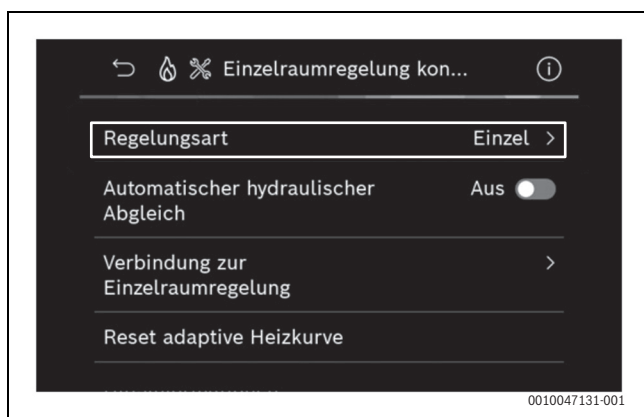 Einzelraumregelung kon...
Regelungsart Einzel >
Automatischer hydraulischer Aus
Abgleich
Verbindung zur >
Einzelraumregelung
Reset adaptive Heizkurve
0010047131-001